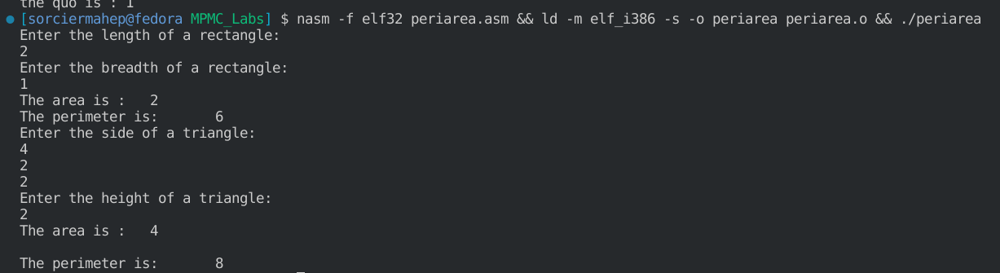 the quo is : 1
[sorciermahep@fedora MPMC_Labs] $ nasm -f elf32 periarea.asm && ld -m elf_i386 -s -o periarea periarea.o && ./periarea
Enter the length of a rectangle:
2
Enter the breadth of a rectangle:
1
The area is :   2
The perimeter is:       6
Enter the side of a triangle:
4
2
2
Enter the height of a triangle:
2
The area is :   4
The perimeter is:       8